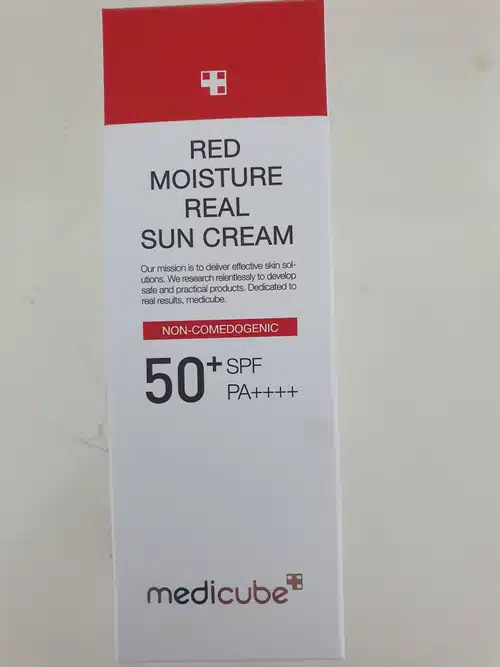 RED
MOISTURE
REAL
SUN CREAM
Our mission is to deliver effective skin sol-
utions. We research relentlessly to develop
safe and practical products. Dedicated to
real results, medicube.
NON-COMEDOGENIC
50+ SPF
PA++++
medicube